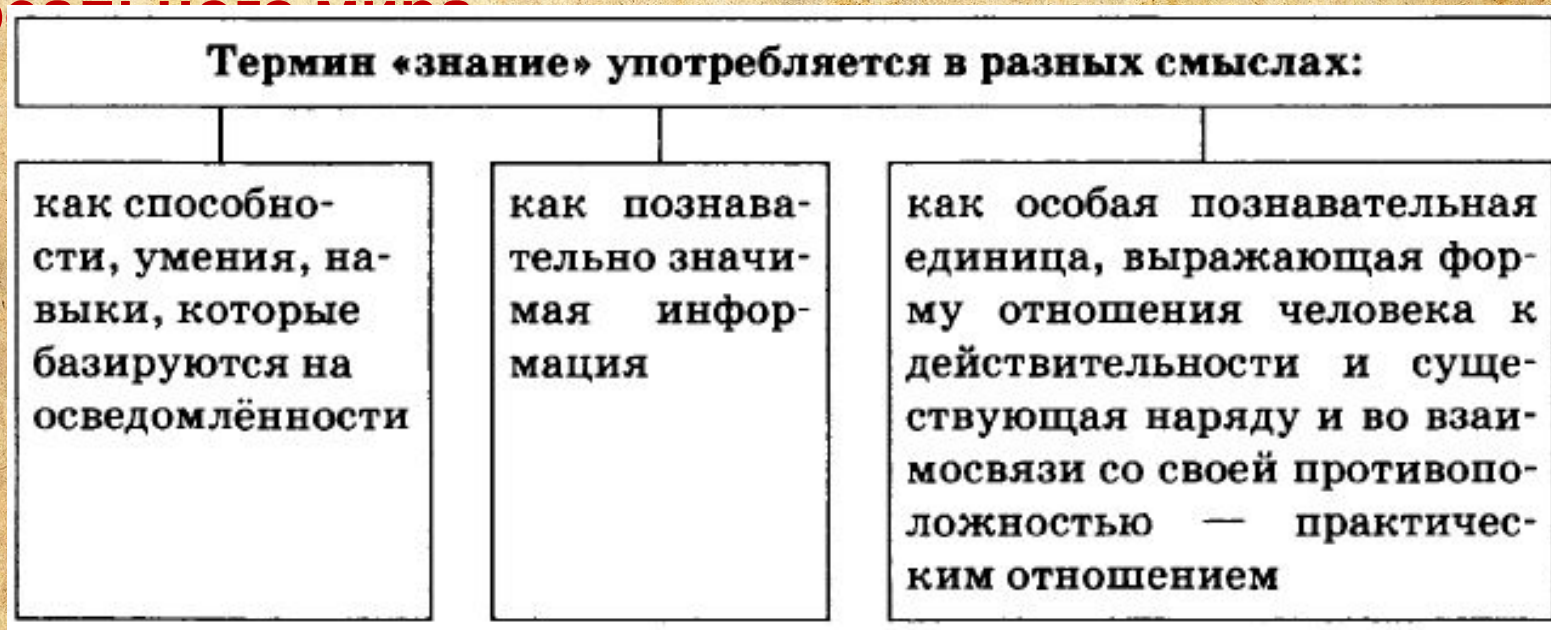 ального мира
Термин «знание» употребляется в разных смыслах:
как способно-
сти, умения, на-
выки, которые
базируются на
осведомлённости
как познава-
тельно значи-
мая инфор-
мация
как особая познавательная
единица, выражающая фор-
му отношения человека к
действительности и суще-
ствующая наряду и во взаи-
мосвязи со своей противопо-
ложностью — практичес-
ким отношением